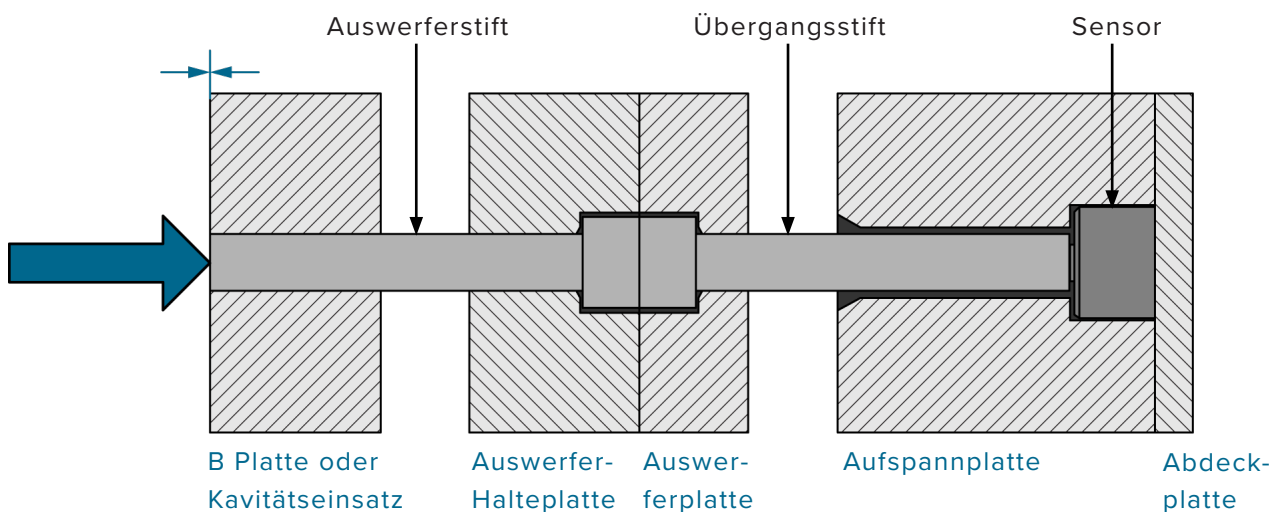 Auswerferstift
Übergangsstift
Sensor
B Platte oder
Kavitätseinsatz
Auswerfer-
Halteplatte
Auswer-
ferplatte
Aufspannplatte
Abdeck-
platte